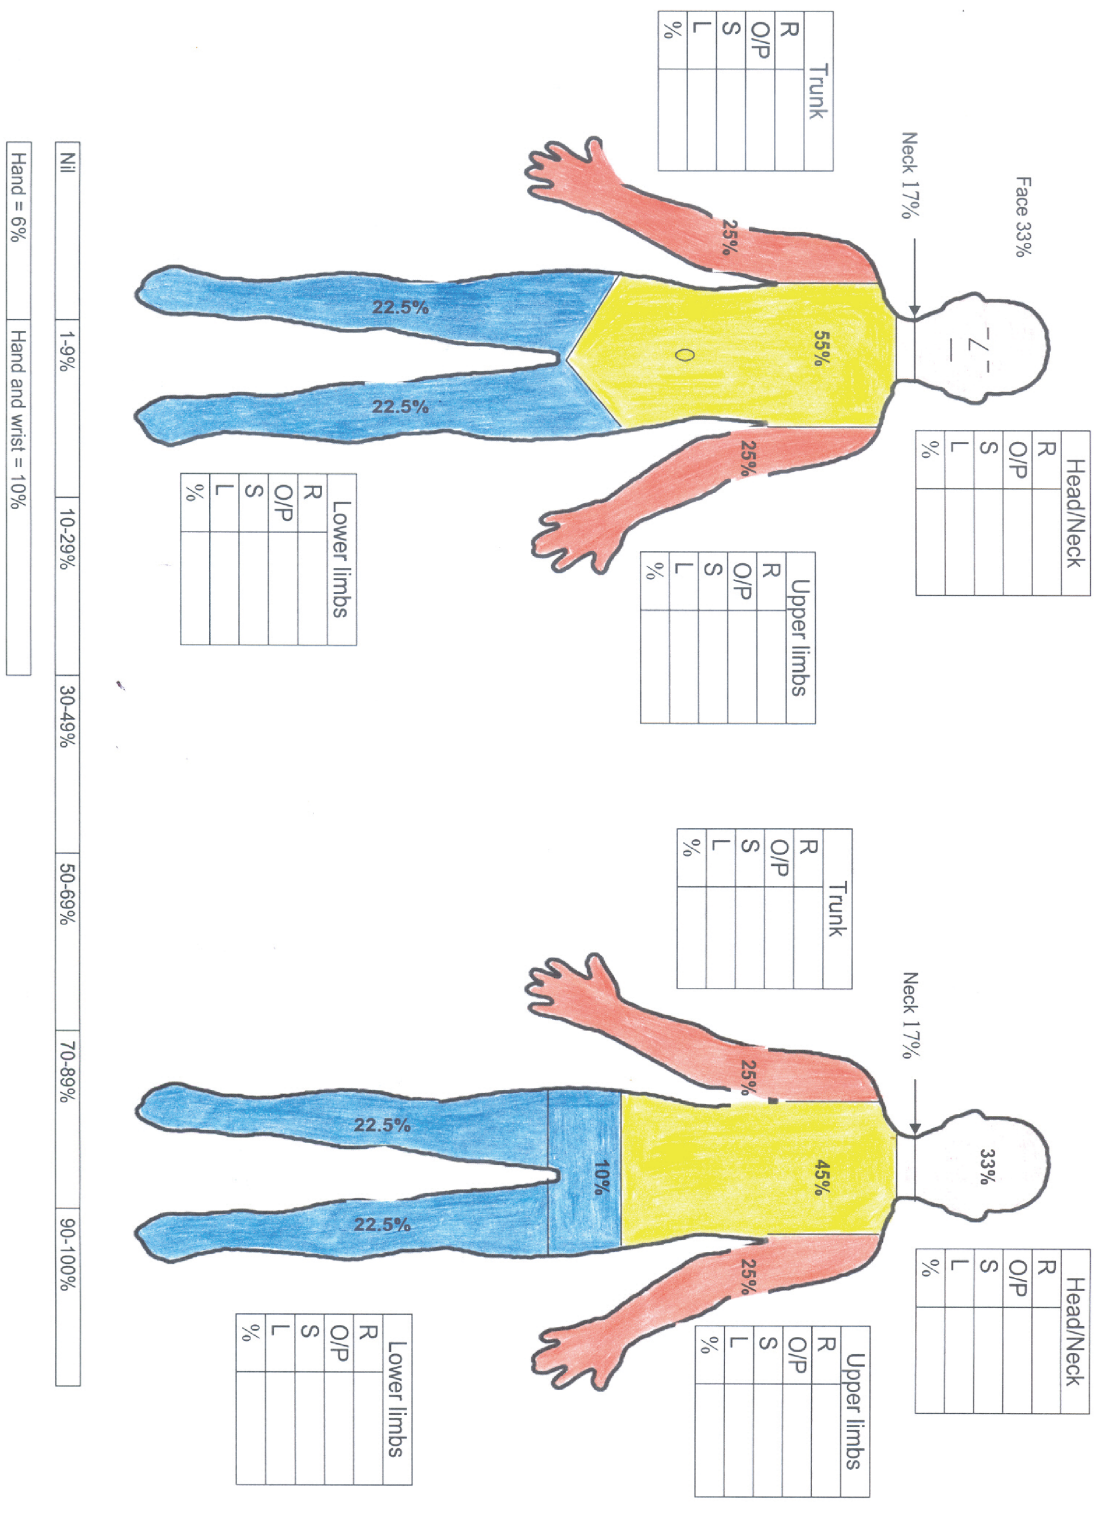 Face 33%
Neck 17%
Head/Neck
R
O/P
S
L
%
Trunk
R
O/P
S
L
%
25%
55%
25%
Upper limbs
R
O/P
S
L
%
22.5%
22.5%
Lower limbs
R
O/P
S
L
%
33%
Neck 17%
Head/Neck
R
O/P
S
L
%
Trunk
R
O/P
S
L
%
25%
45%
25%
Upper limbs
R
O/P
S
L
%
10%
22.5%
22.5%
Lower limbs
R
O/P
S
L
%
Nil 1-9% 10-29% 30-49% 50-69% 70-89% 90-100%
Hand = 6% Hand and wrist = 10%